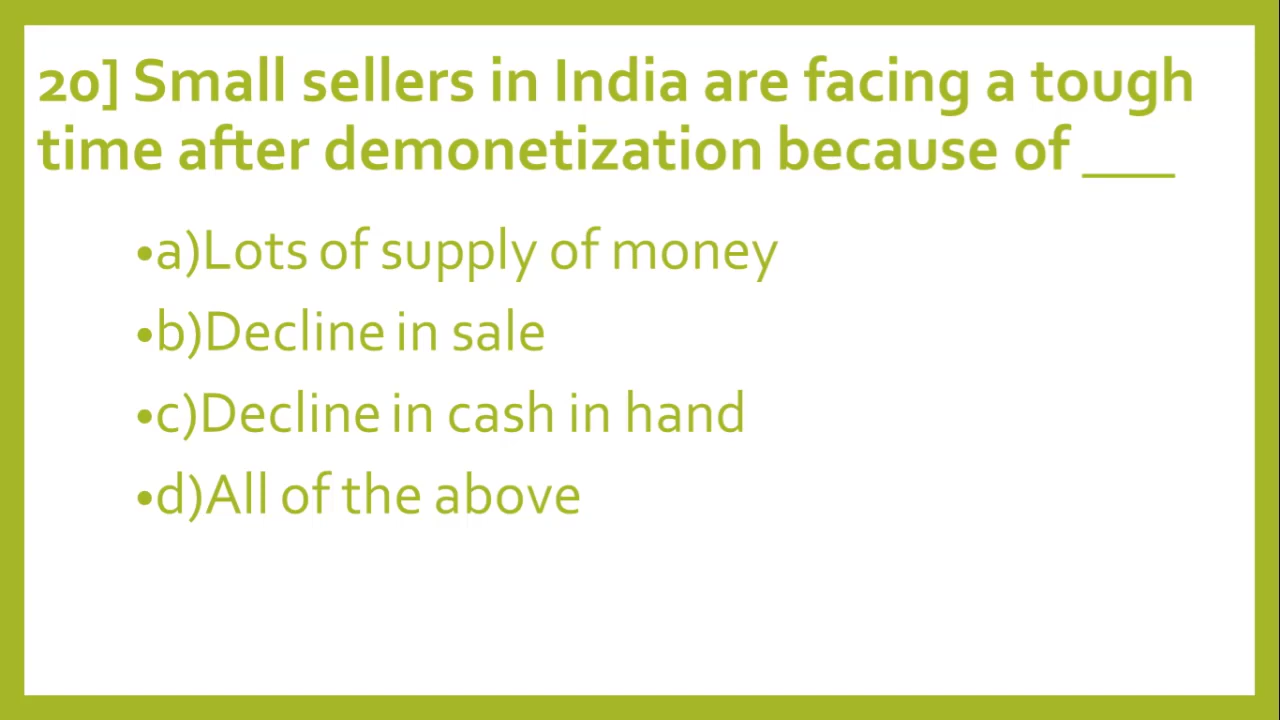 20] Small sellers in India are facing a tough
time after demonetization because of ___
•a)Lots of supply of money
•b)Decline in sale
•c)Decline in cash in hand
•d)All of the above